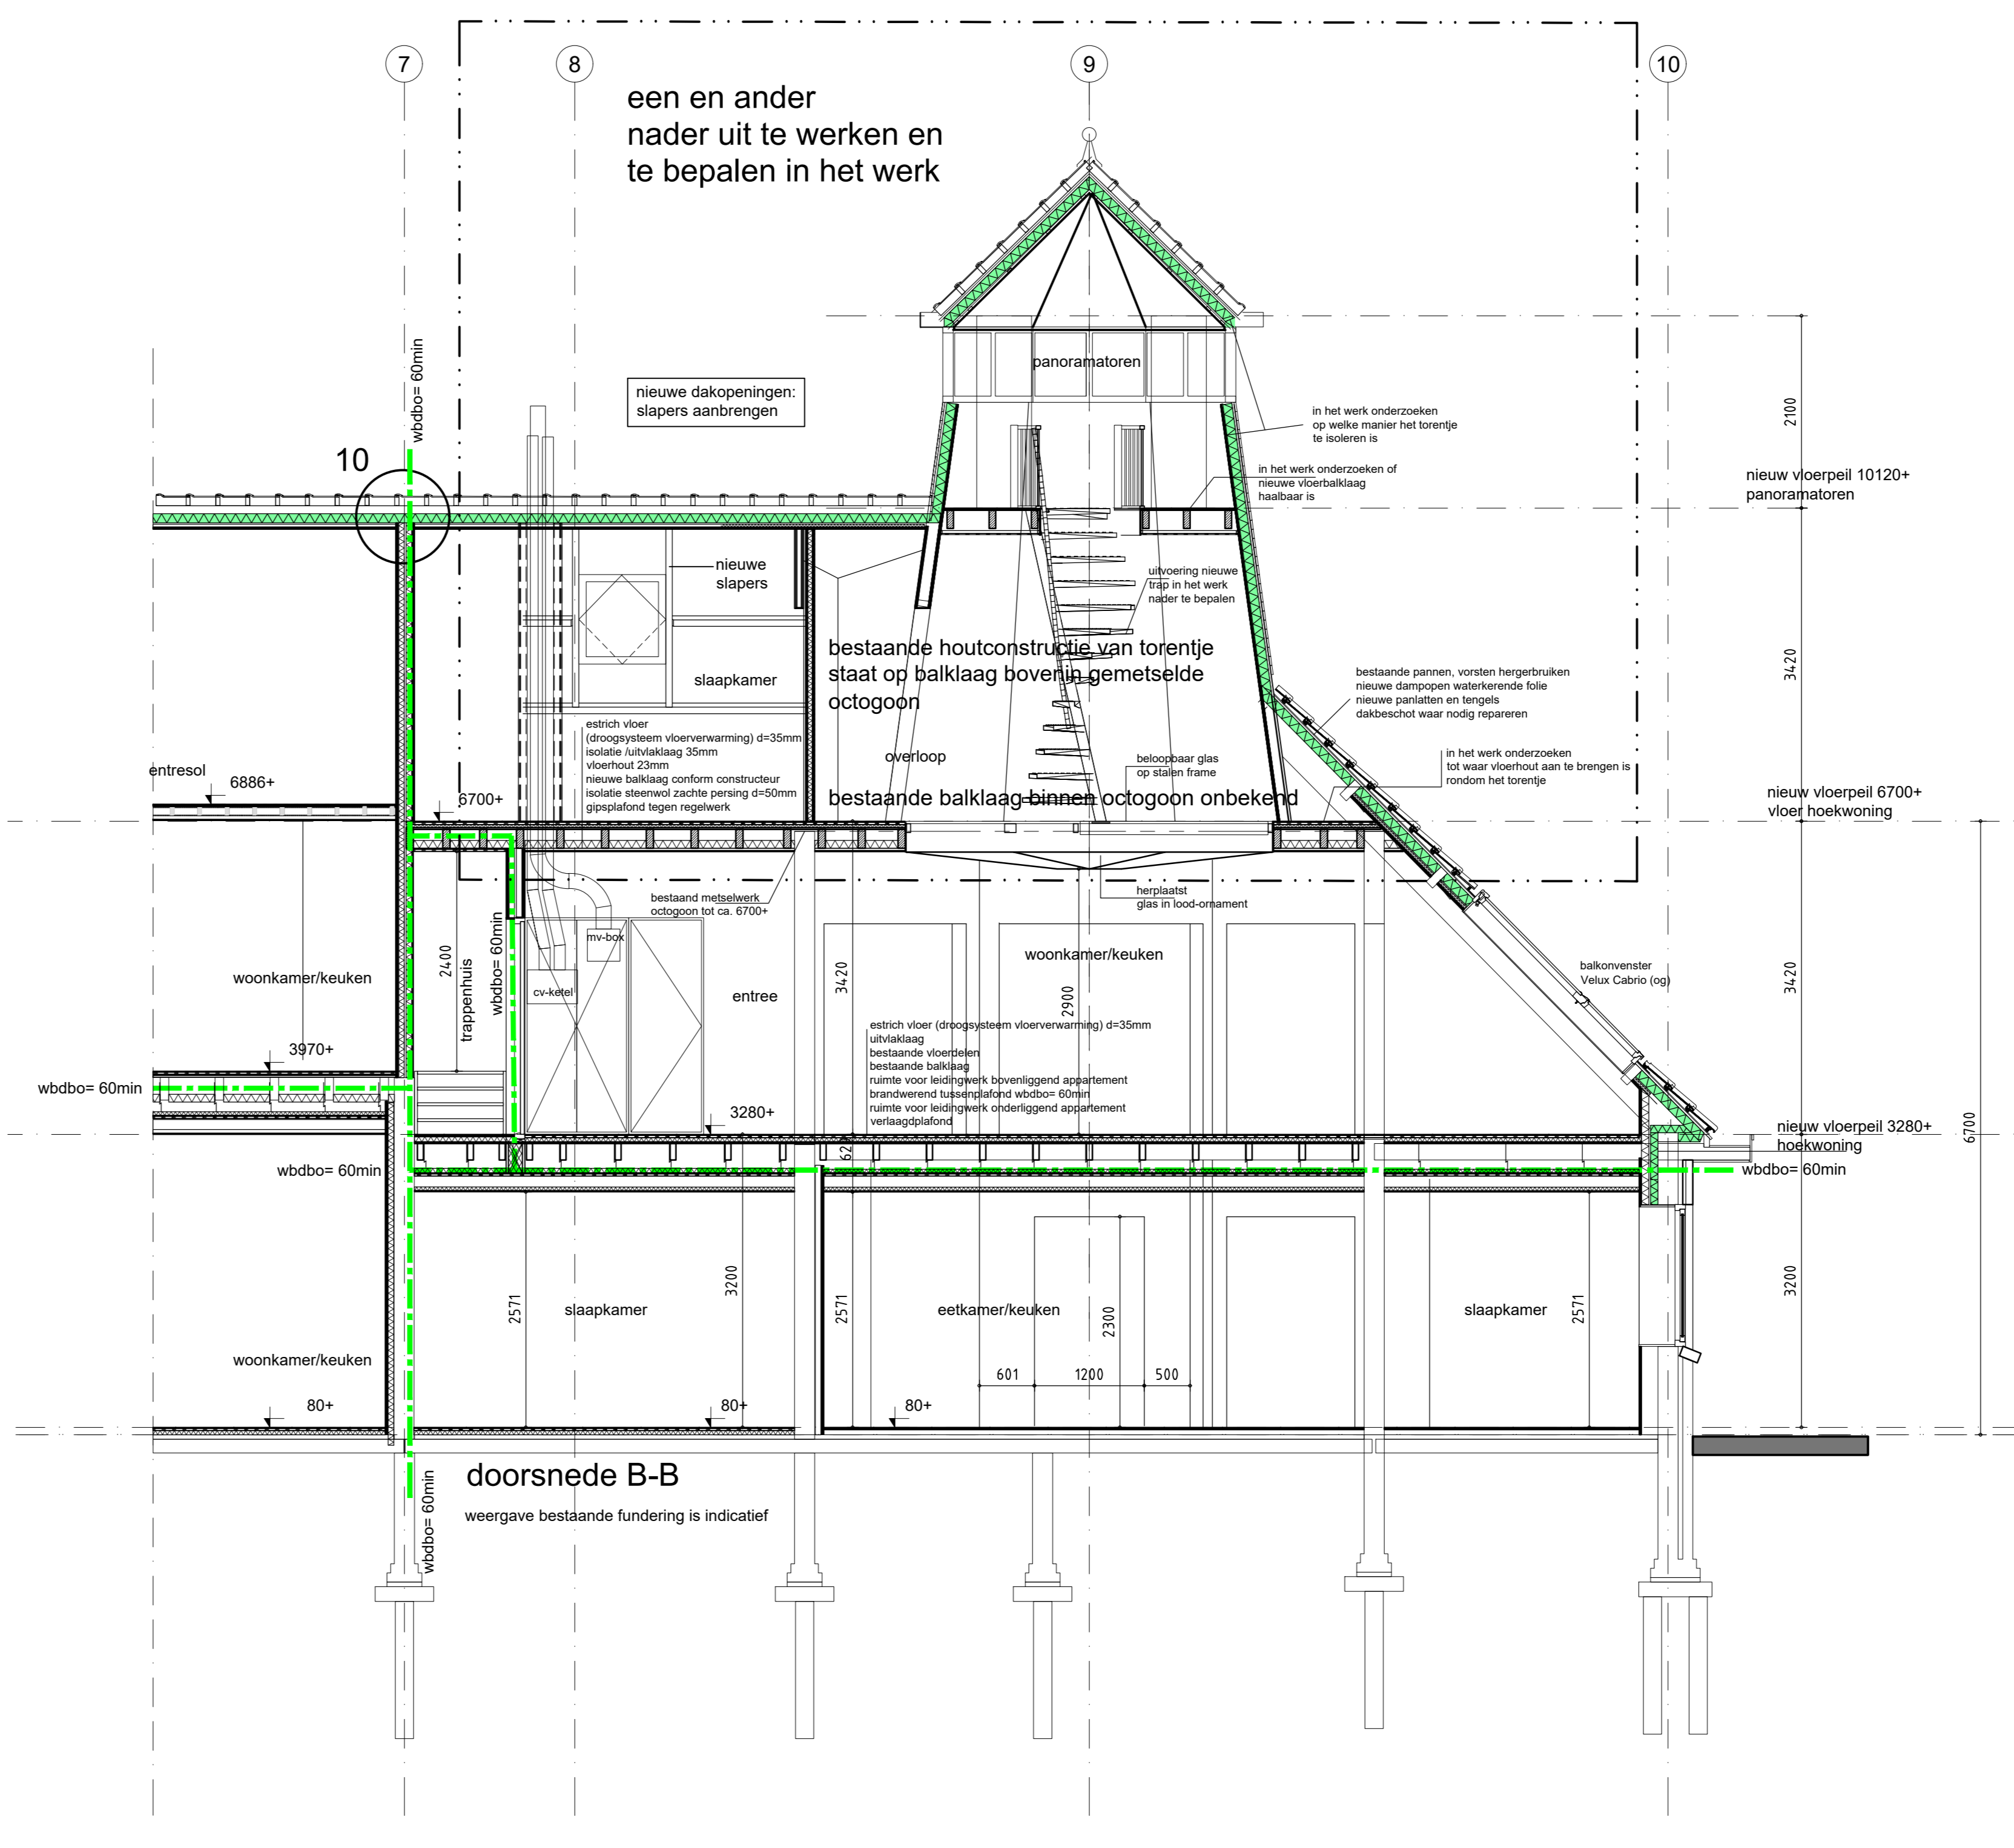 7
8
9
10
een en ander
nader uit te werken en
te bepalen in het werk
wbdbo= 60min
nieuwe dakopeningen:
slapers aanbrengen
panoramatoren
in het werk onderzoeken
op welke manier het torentje
te isoleren is
2100
10
in het werk onderzoeken of
nieuwe vloerbalklaag
haalbaar is
nieuw vloerpeil 10120+
panoramatoren
nieuwe
slapers
uitvoering nieuwe
trap in het werk
nader te bepalen
bestaande houtconstructie van torentje
staat op balklaag bovenin gemetselde
octogoon
slaapkamer
bestaande pannen, vorsten hergerbruiken
nieuwe dampopen waterkerende folie
nieuwe panlatten en tengels
dakbeschot waar nodig repareren
3420
estrich vloer
(droogsysteem vloerverwarming) d=35mm
isolatie /uitvlaklaag 35mm
vloerhout 23mm
nieuwe balklaag conform constructeur
isolatie steenwol zachte persing d=50mm
gipsplafond tegen regelwerk
overloop
beloopbaar glas
op stalen frame
in het werk onderzoeken
tot waar vloerhout aan te brengen is
rondom het torentje
entresol
6886+
6700+
bestaande balklaag binnen octogoon onbekend
nieuw vloerpeil 6700+
vloer hoekwoning
bestaand metselwerk
octogoon tot ca. 6700+
herplaatst
glas in lood-ornament
mv-box
cv-ketel
woonkamer/keuken
2400
trappenhuis
wbdbo= 60min
entree
3420
2900
woonkamer/keuken
balkonvenster
Velux Cabrio (og)
3420
3970+
wbdbo= 60min
estrich vloer (droogsysteem vloerverwarming) d=35mm
uitvlaklaag
bestaande vloerdelen
bestaande balklaag
ruimte voor leidingwerk bovenliggend appartement
brandwerend tussenplafond wbdbo= 60min
ruimte voor leidingwerk onderliggend appartement
verlaagdplafond
3280+
nieuw vloerpeil 3280+
hoekwoning
6700
wbdbo= 60min
wbdbo= 60min
2571
slaapkamer
3200
2571
eetkamer/keuken
2300
slaapkamer
2571
3200
woonkamer/keuken
601
1200
500
80+
80+
80+
doorsnede B-B
weergave bestaande fundering is indicatief
wbdbo= 60min